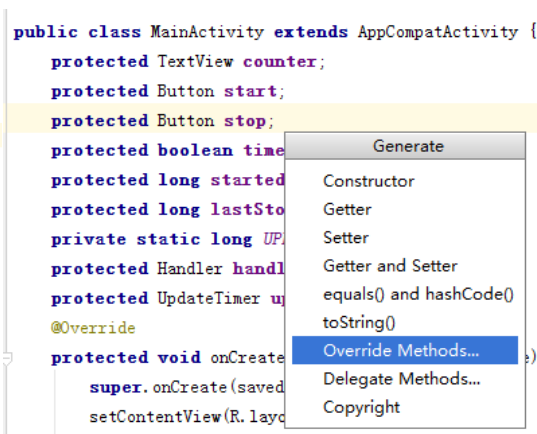 public class MainActivity extends AppCompatActivity {
protected TextView counter;
protected Button start;
protected Button stop;
protected boolean time
protected long started
protected long lastSto
private static long UP
protected Handler handl
protected UpdateTimer u
@Override
protected void onCreate
super.onCreate(saved
setContentView(R.layo
Generate
Constructor
Getter
Setter
Getter and Setter
equals() and hashCode()
toString()
Override Methods...
Delegate Methods...
Copyright
)